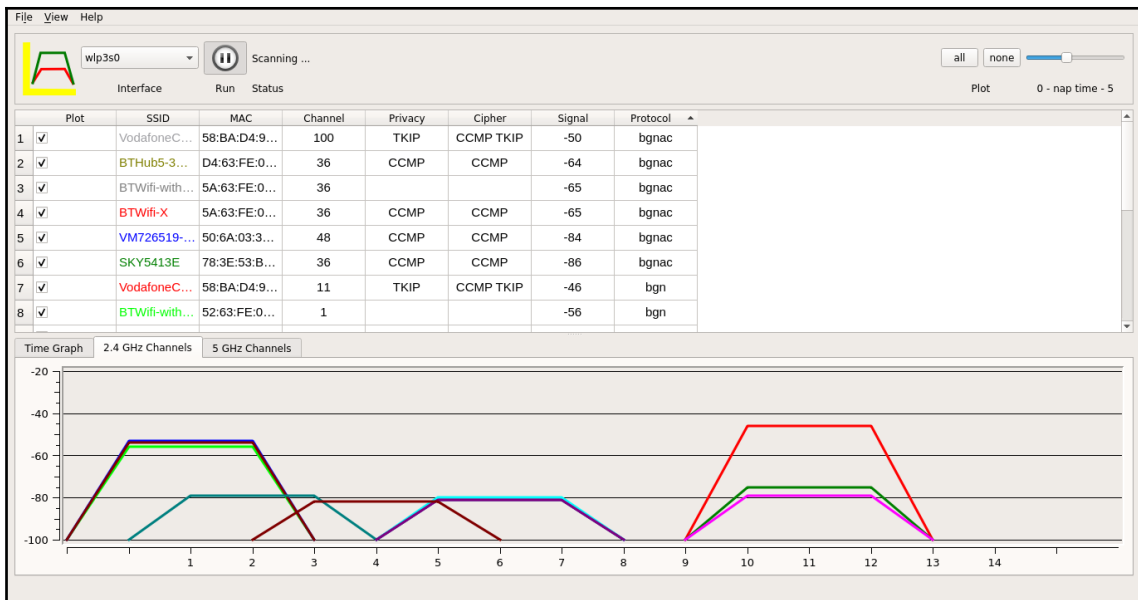 File View Help
wlp3s0 Scanning ... all none
Interface Run Status Plot 0 - nap time - 5
Plot SSID MAC Channel Privacy Cipher Signal Protocol
1 VodafoneC... 58:BA:D4:9... 100 TKIP CCMP TKIP -50 bgnac
2 BTHub5-3... D4:63:FE:0... 36 CCMP CCMP -64 bgnac
3 BTWifi-with... 5A:63:FE:0... 36 -65 bgnac
4 BTWifi-X 5A:63:FE:0... 36 CCMP CCMP -65 bgnac
5 VM726519-... 50:6A:03:3... 48 CCMP CCMP -84 bgnac
6 SKY5413E 78:3E:53:B... 36 CCMP CCMP -86 bgnac
7 VodafoneC... 58:BA:D4:9... 11 TKIP CCMP TKIP -46 bgn
8 BTWifi-with... 52:63:FE:0... 1 -56 bgn
Time Graph 2.4 GHz Channels 5 GHz Channels
-20
-40
-60
-80
-100
1 2 3 4 5 6 7 8 9 10 11 12 13 14